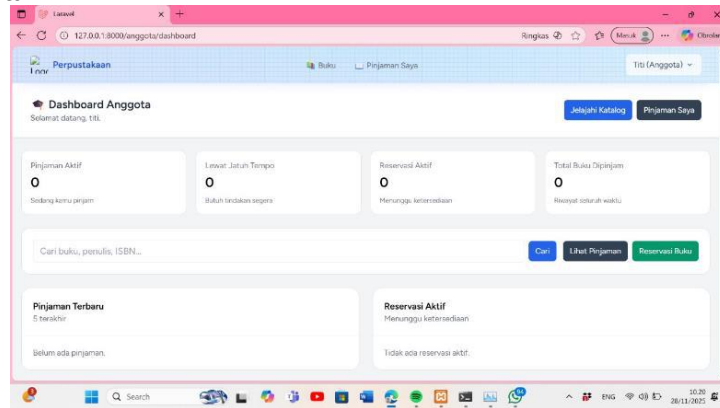 Laravel
127.0.0.1:8000/anggota/dashboard
Ringkas
Masuk
Obrolan
Logo
Perpustakaan
Buku
Pinjaman Saya
Titi (Anggota)
Dashboard Anggota
Selamat datang, titi.
Jelajahi Katalog
Pinjaman Saya
Pinjaman Aktif
0
Sedang kamu pinjam
Lewat Jatuh Tempo
0
Butuh tindakan segera
Reservasi Aktif
0
Menunggu ketersediaan
Total Buku Dipinjam
0
Riwayat seluruh waktu
Cari buku, penulis, ISBN...
Cari
Lihat Pinjaman
Reservasi Buku
Pinjaman Terbaru
5 terakhir
Belum ada pinjaman.
Reservasi Aktif
Menunggu ketersediaan
Tidak ada reservasi aktif.
Search
ENG
10.20
28/11/2025